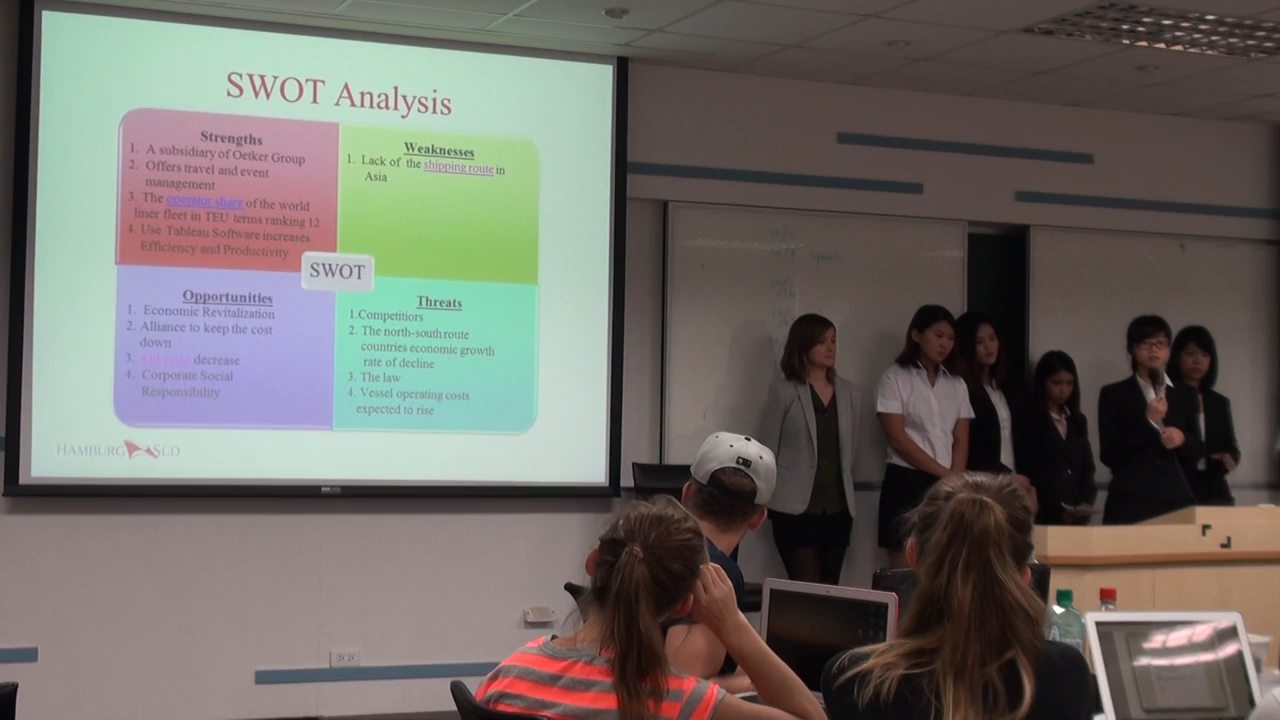 SWOT Analysis
Strengths
1. A subsidiary of Oetker Group
2. Offers travel and event
management
3. The operator share of the world
liner fleet in TEU terms ranking 12
4. Use Tableau Software increases
Efficiency and Productivity
Weaknesses
1. Lack of the shipping route in
Asia
SWOT
Opportunities
1. Economic Revitalization
2. Alliance to keep the cost
down
3. Oil price decrease
4. Corporate Social
Responsibility
Threats
1.Competitiors
2. The north-south route
countries economic growth
rate of decline
3. The law
4. Vessel operating costs
expected to rise
HAMBURG SÜD